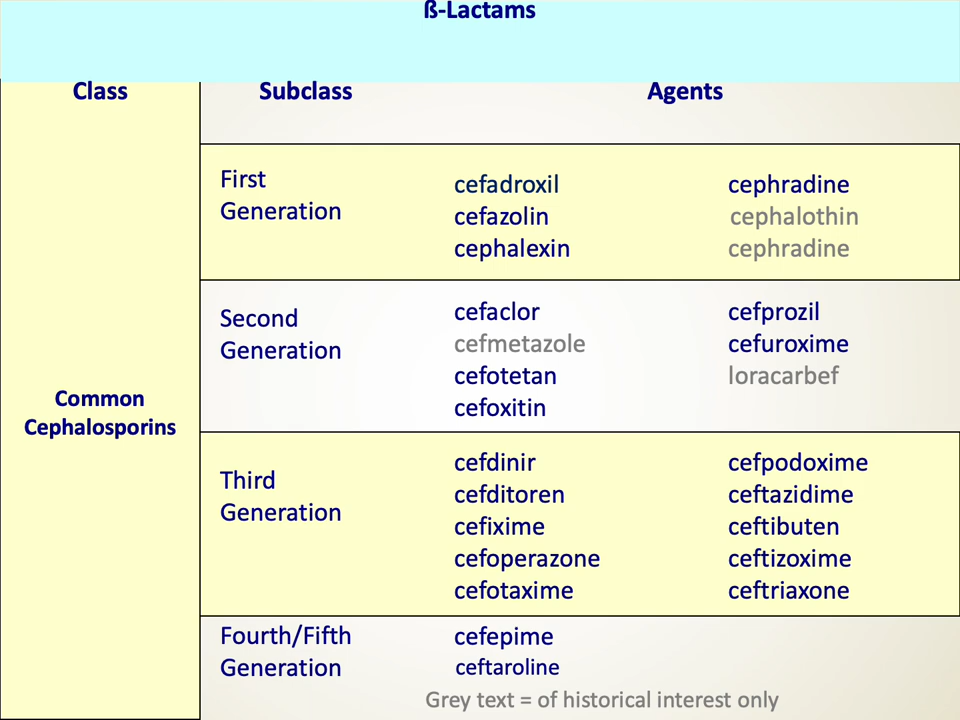 ß-Lactams
Class Subclass Agents
Common
Cephalosporins
First
Generation
cefadroxil
cefazolin
cephalexin
cephradine
cephalothin
cephradine
Second
Generation
cefaclor
cefmetazole
cefotetan
cefoxitin
cefprozil
cefuroxime
loracarbef
Third
Generation
cefdinir
cefditoren
cefixime
cefoperazone
cefotaxime
cefpodoxime
ceftazidime
ceftibuten
ceftizoxime
ceftriaxone
Fourth/Fifth
Generation
cefepime
ceftaroline
Grey text = of historical interest only